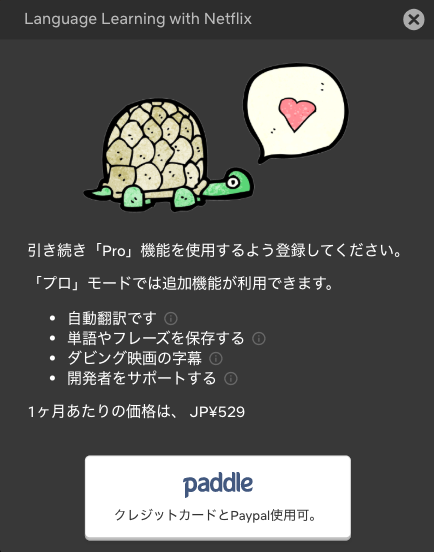 Language Learning with Netflix
引き続き「Pro」機能を使用するよう登録してください。
「プロ」モードでは追加機能が利用できます。
• 自動翻訳です ⓘ
• 単語やフレーズを保存する ⓘ
• ダビング映画の字幕 ⓘ
• 開発者をサポートする ⓘ
1ヶ月あたりの価格は、 JP¥529
paddle
クレジットカードとPaypal使用可。